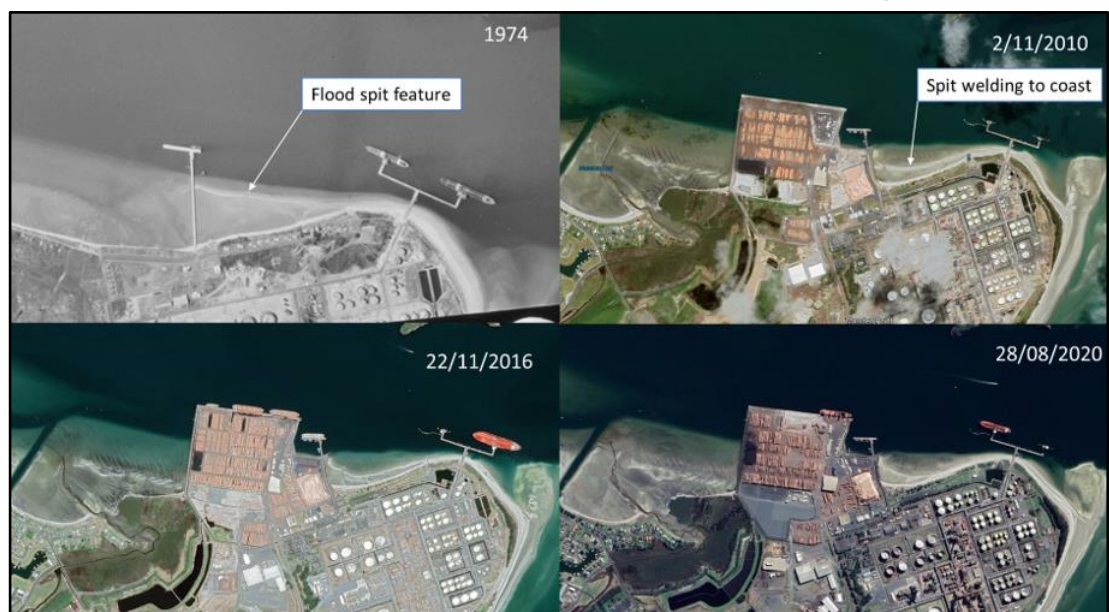 1974
Flood spit feature
2/11/2010
Spit welding to coast
22/11/2016
28/08/2020